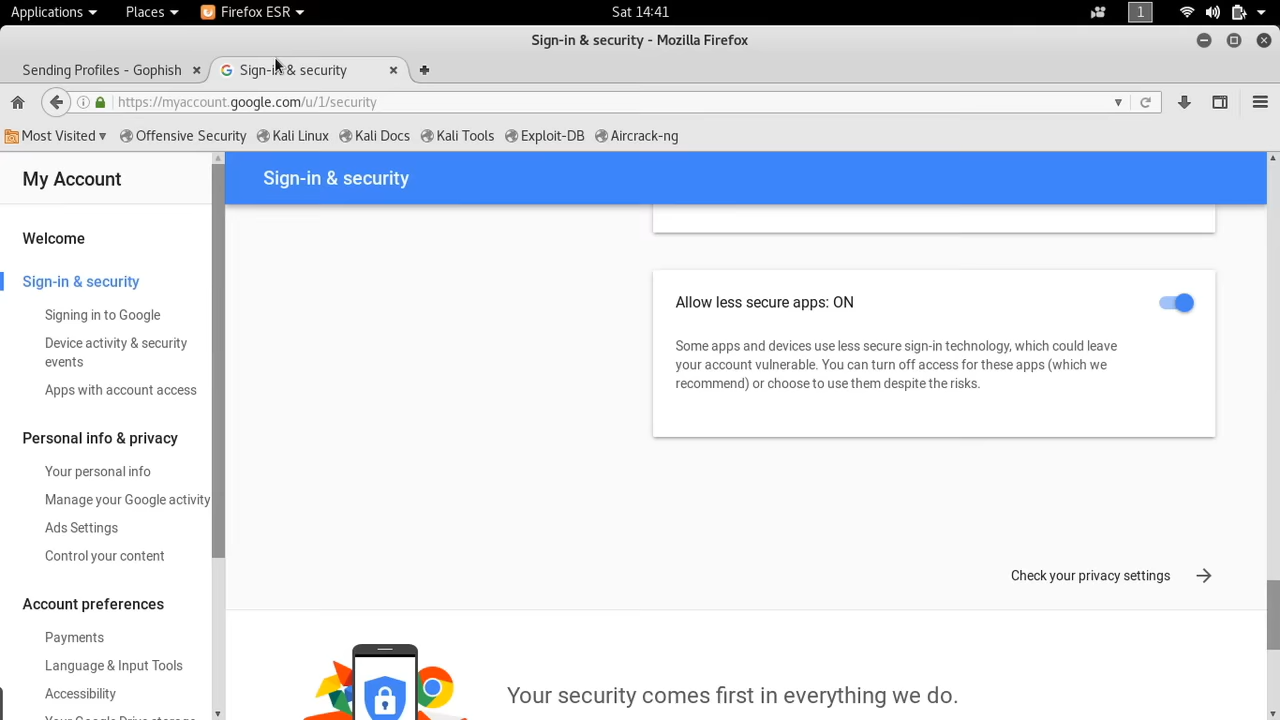 Applications Places Firefox ESR Sat 14:41 1
Sign-in & security - Mozilla Firefox
Sending Profiles - Gophish Sign-in & security
https://myaccount.google.com/u/1/security
Most Visited Offensive Security Kali Linux Kali Docs Kali Tools Exploit-DB Aircrack-ng
My Account
Welcome
Sign-in & security
Signing in to Google
Device activity & security
events
Apps with account access
Personal info & privacy
Your personal info
Manage your Google activity
Ads Settings
Control your content
Account preferences
Payments
Language & Input Tools
Accessibility
Your Google Drive storage
Sign-in & security
Allow less secure apps: ON
Some apps and devices use less secure sign-in technology, which could leave
your account vulnerable. You can turn off access for these apps (which we
recommend) or choose to use them despite the risks.
Check your privacy settings
Your security comes first in everything we do.